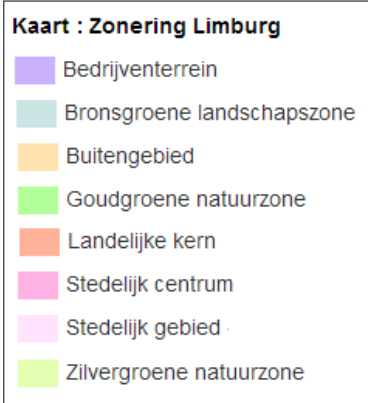 Kaart : Zonering Limburg
Bedrijventerrein
Bronsgroene landschapszone
Buitengebied
Goudgroene natuurzone
Landelijke kern
Stedelijk centrum
Stedelijk gebied
Zilvergroene natuurzone